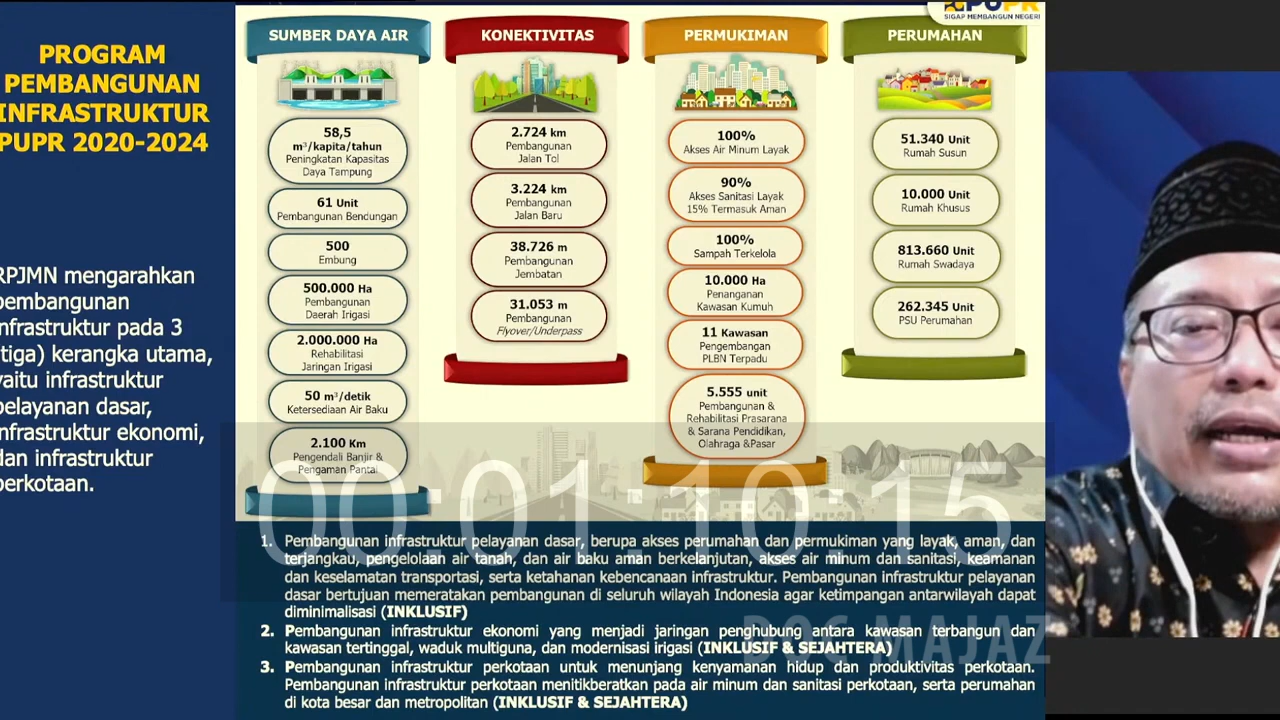 PROGRAM
PEMBANGUNAN
INFRASTRUKTUR
PUPR 2020-2024
RPJMN mengarahkan
pembangunan
infrastruktur pada 3
(tiga) kerangka utama,
yaitu infrastruktur
pelayanan dasar,
infrastruktur ekonomi,
dan infrastruktur
perkotaan.
PUPR
SIGAP MEMBANGUN NEGERI
SUMBER DAYA AIR
58,5
m³/kapita/tahun
Peningkatan Kapasitas
Daya Tampung
61 Unit
Pembangunan Bendungan
500
Embung
500.000 Ha
Pembangunan
Daerah Irigasi
2.000.000 Ha
Rehabilitasi
Jaringan Irigasi
50 m³/detik
Ketersediaan Air Baku
2.100 Km
Pengendali Banjir &
Pengaman Pantai
KONEKTIVITAS
2.724 km
Pembangunan
Jalan Tol
3.224 km
Pembangunan
Jalan Baru
38.726 m
Pembangunan
Jembatan
31.053 m
Pembangunan
Flyover/Underpass
PERMUKIMAN
100%
Akses Air Minum Layak
90%
Akses Sanitasi Layak
15% Termasuk Aman
100%
Sampah Terkelola
10.000 Ha
Penanganan
Kawasan Kumuh
11 Kawasan
Pengembangan
PLBN Terpadu
5.555 unit
Pembangunan &
Rehabilitasi Prasarana
& Sarana Pendidikan,
Olahraga &Pasar
PERUMAHAN
51.340 Unit
Rumah Susun
10.000 Unit
Rumah Khusus
813.660 Unit
Rumah Swadaya
262.345 Unit
PSU Perumahan
00:01:10:15
1. Pembangunan infrastruktur pelayanan dasar, berupa akses perumahan dan permukiman yang layak, aman, dan
terjangkau, pengelolaan air tanah, dan air baku aman berkelanjutan, akses air minum dan sanitasi, keamanan
dan keselamatan transportasi, serta ketahanan kebencanaan infrastruktur. Pembangunan infrastruktur pelayanan
dasar bertujuan memeratakan pembangunan di seluruh wilayah Indonesia agar ketimpangan antarwilayah dapat
diminimalisasi (INKLUSIF)
2. Pembangunan infrastruktur ekonomi yang menjadi jaringan penghubung antara kawasan terbangun dan
kawasan tertinggal, waduk multiguna, dan modernisasi irigasi (INKLUSIF & SEJAHTERA)
3. Pembangunan infrastruktur perkotaan untuk menunjang kenyamanan hidup dan produktivitas perkotaan.
Pembangunan infrastruktur perkotaan menitikberatkan pada air minum dan sanitasi perkotaan, serta perumahan
di kota besar dan metropolitan (INKLUSIF & SEJAHTERA)
DOC MAJAZ